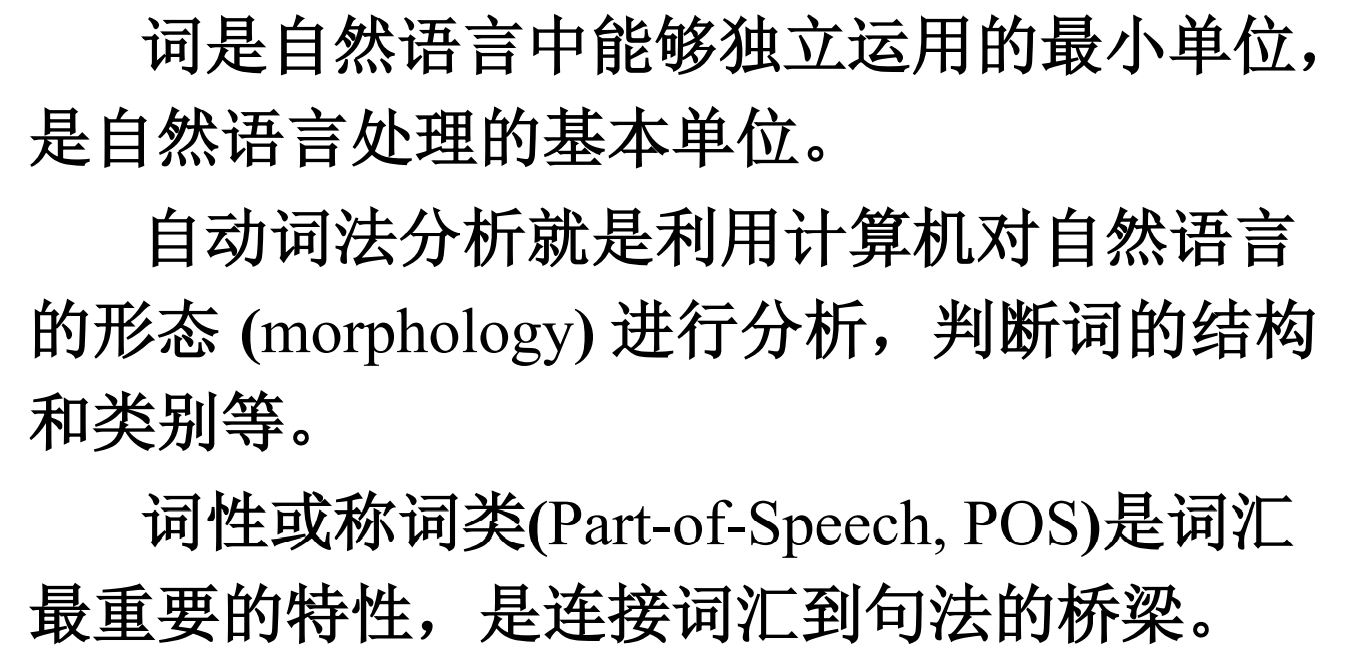 词是自然语言中能够独立运用的最小单位，
是自然语言处理的基本单位。
自动词法分析就是利用计算机对自然语言
的形态 (morphology) 进行分析，判断词的结构
和类别等。
词性或称词类(Part-of-Speech, POS)是词汇
最重要的特性，是连接词汇到句法的桥梁。